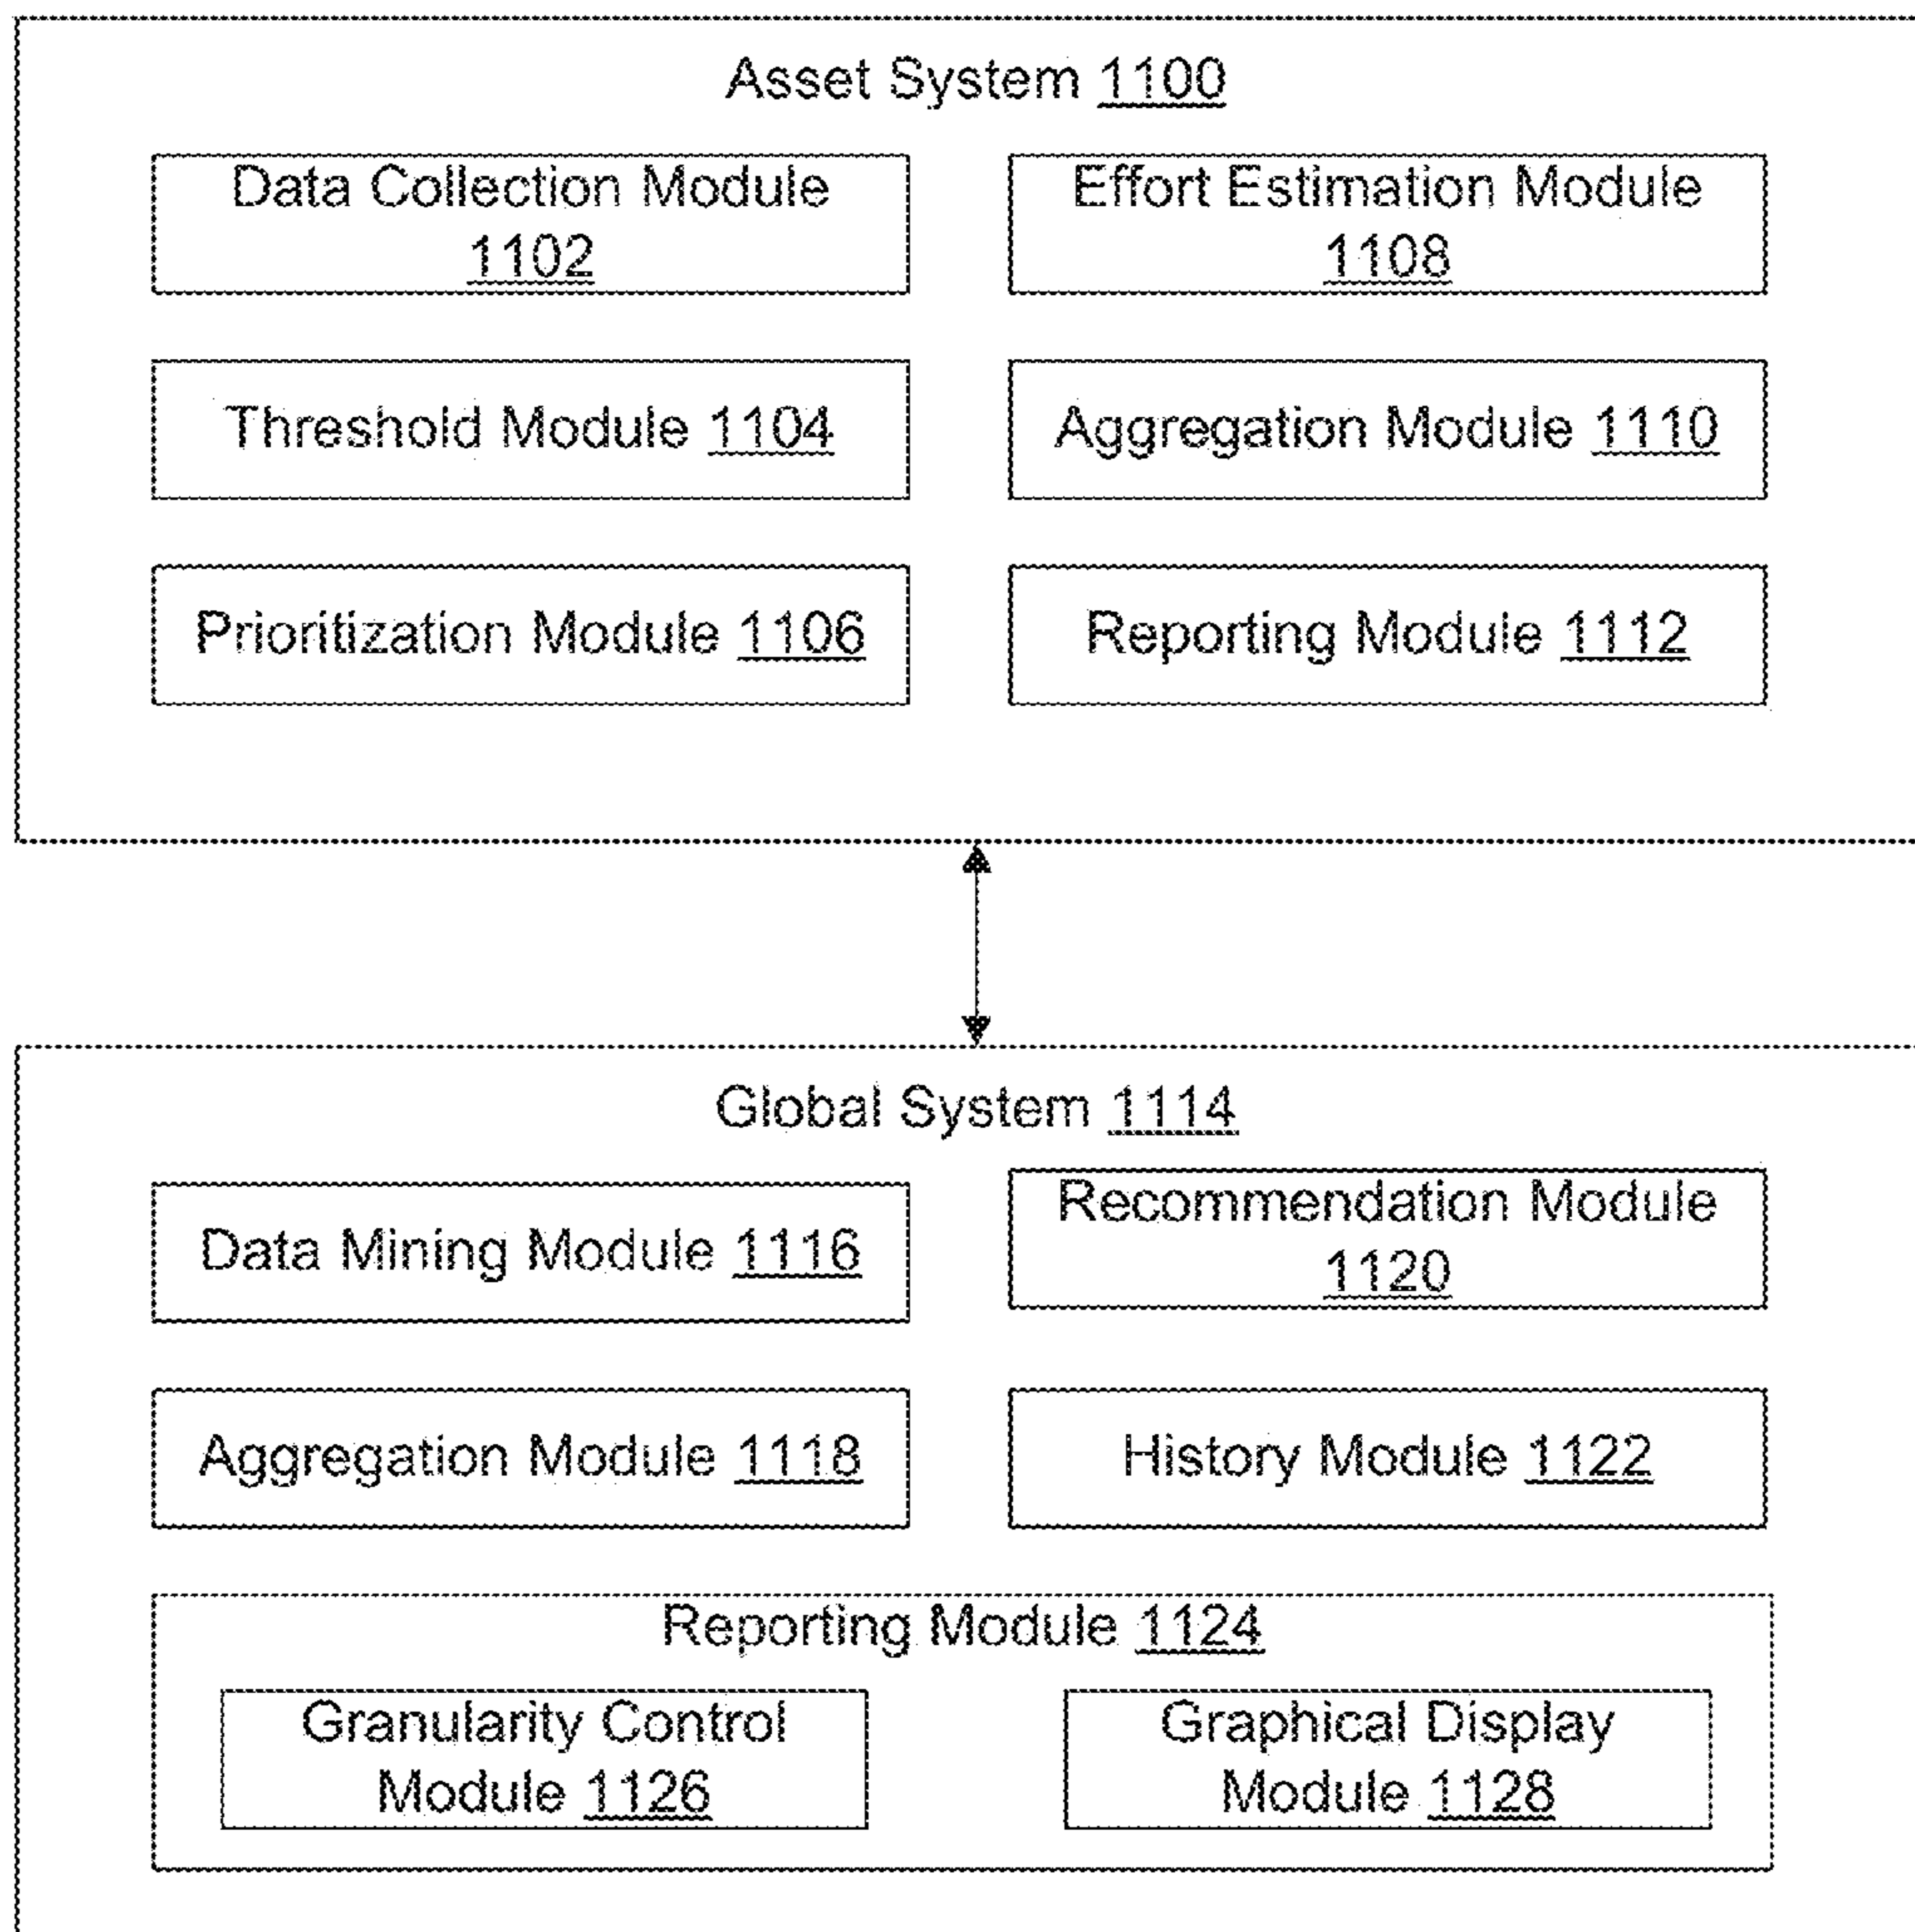 Asset System 1100
Data Collection Module
1102
Effort Estimation Module
1108
Threshold Module 1104
Aggregation Module 1110
Prioritization Module 1106
Reporting Module 1112
Global System 1114
Data Mining Module 1116
Recommendation Module
1120
Aggregation Module 1118
History Module 1122
Reporting Module 1124
Granularity Control
Module 1126
Graphical Display
Module 1128